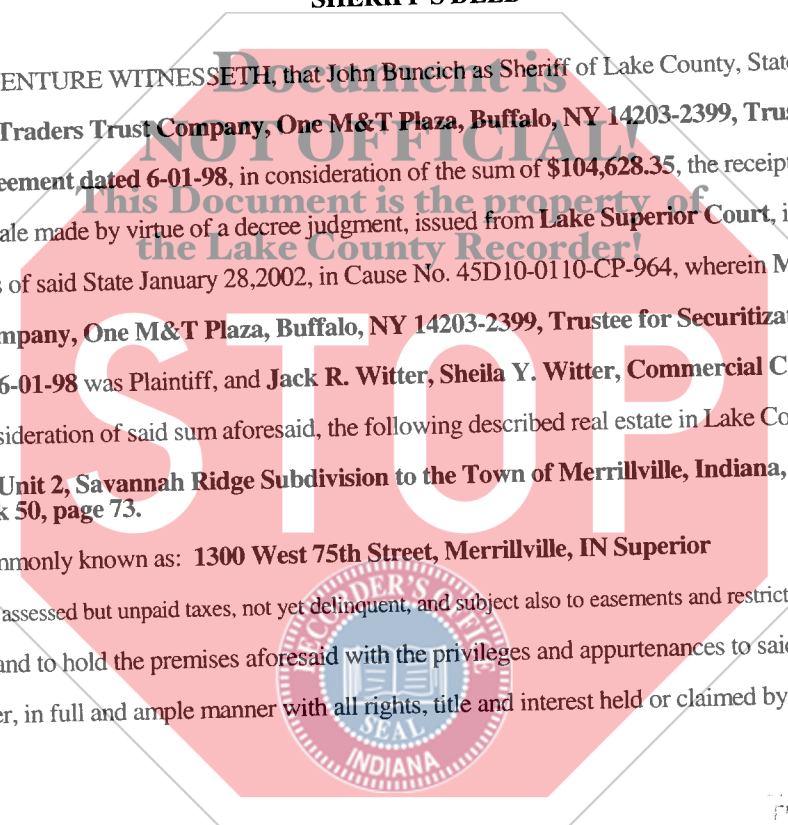 SHERIFF'S DEED
ENTURE WITNESSETH, that John Buncich as Sheriff of Lake County, State
Traders Trust Company, One M&T Plaza, Buffalo, NY 14203-2399, Trus
eement dated 6-01-98, in consideration of the sum of $104,628.35, the receipt
ale made by virtue of a decree judgment, issued from Lake Superior Court, i
s of said State January 28,2002, in Cause No. 45D10-0110-CP-964, wherein M
mpany, One M&T Plaza, Buffalo, NY 14203-2399, Trustee for Securitiza
6-01-98 was Plaintiff, and Jack R. Witter, Sheila Y. Witter, Commercial C
sideration of said sum aforesaid, the following described real estate in Lake Co
Unit 2, Savannah Ridge Subdivision to the Town of Merrillville, Indiana,
k 50, page 73.
mmonly known as: 1300 West 75th Street, Merrillville, IN Superior
assessed but unpaid taxes, not yet delinquent, and subject also to easements and restrict
and to hold the premises aforesaid with the privileges and appurtenances to said
er, in full and ample manner with all rights, title and interest held or claimed by
Document is
NOT OFFICIAL!
This Document is the property of
the Lake County Recorder!
STOP
RECORDER'S OFFICE
SEAL
INDIANA